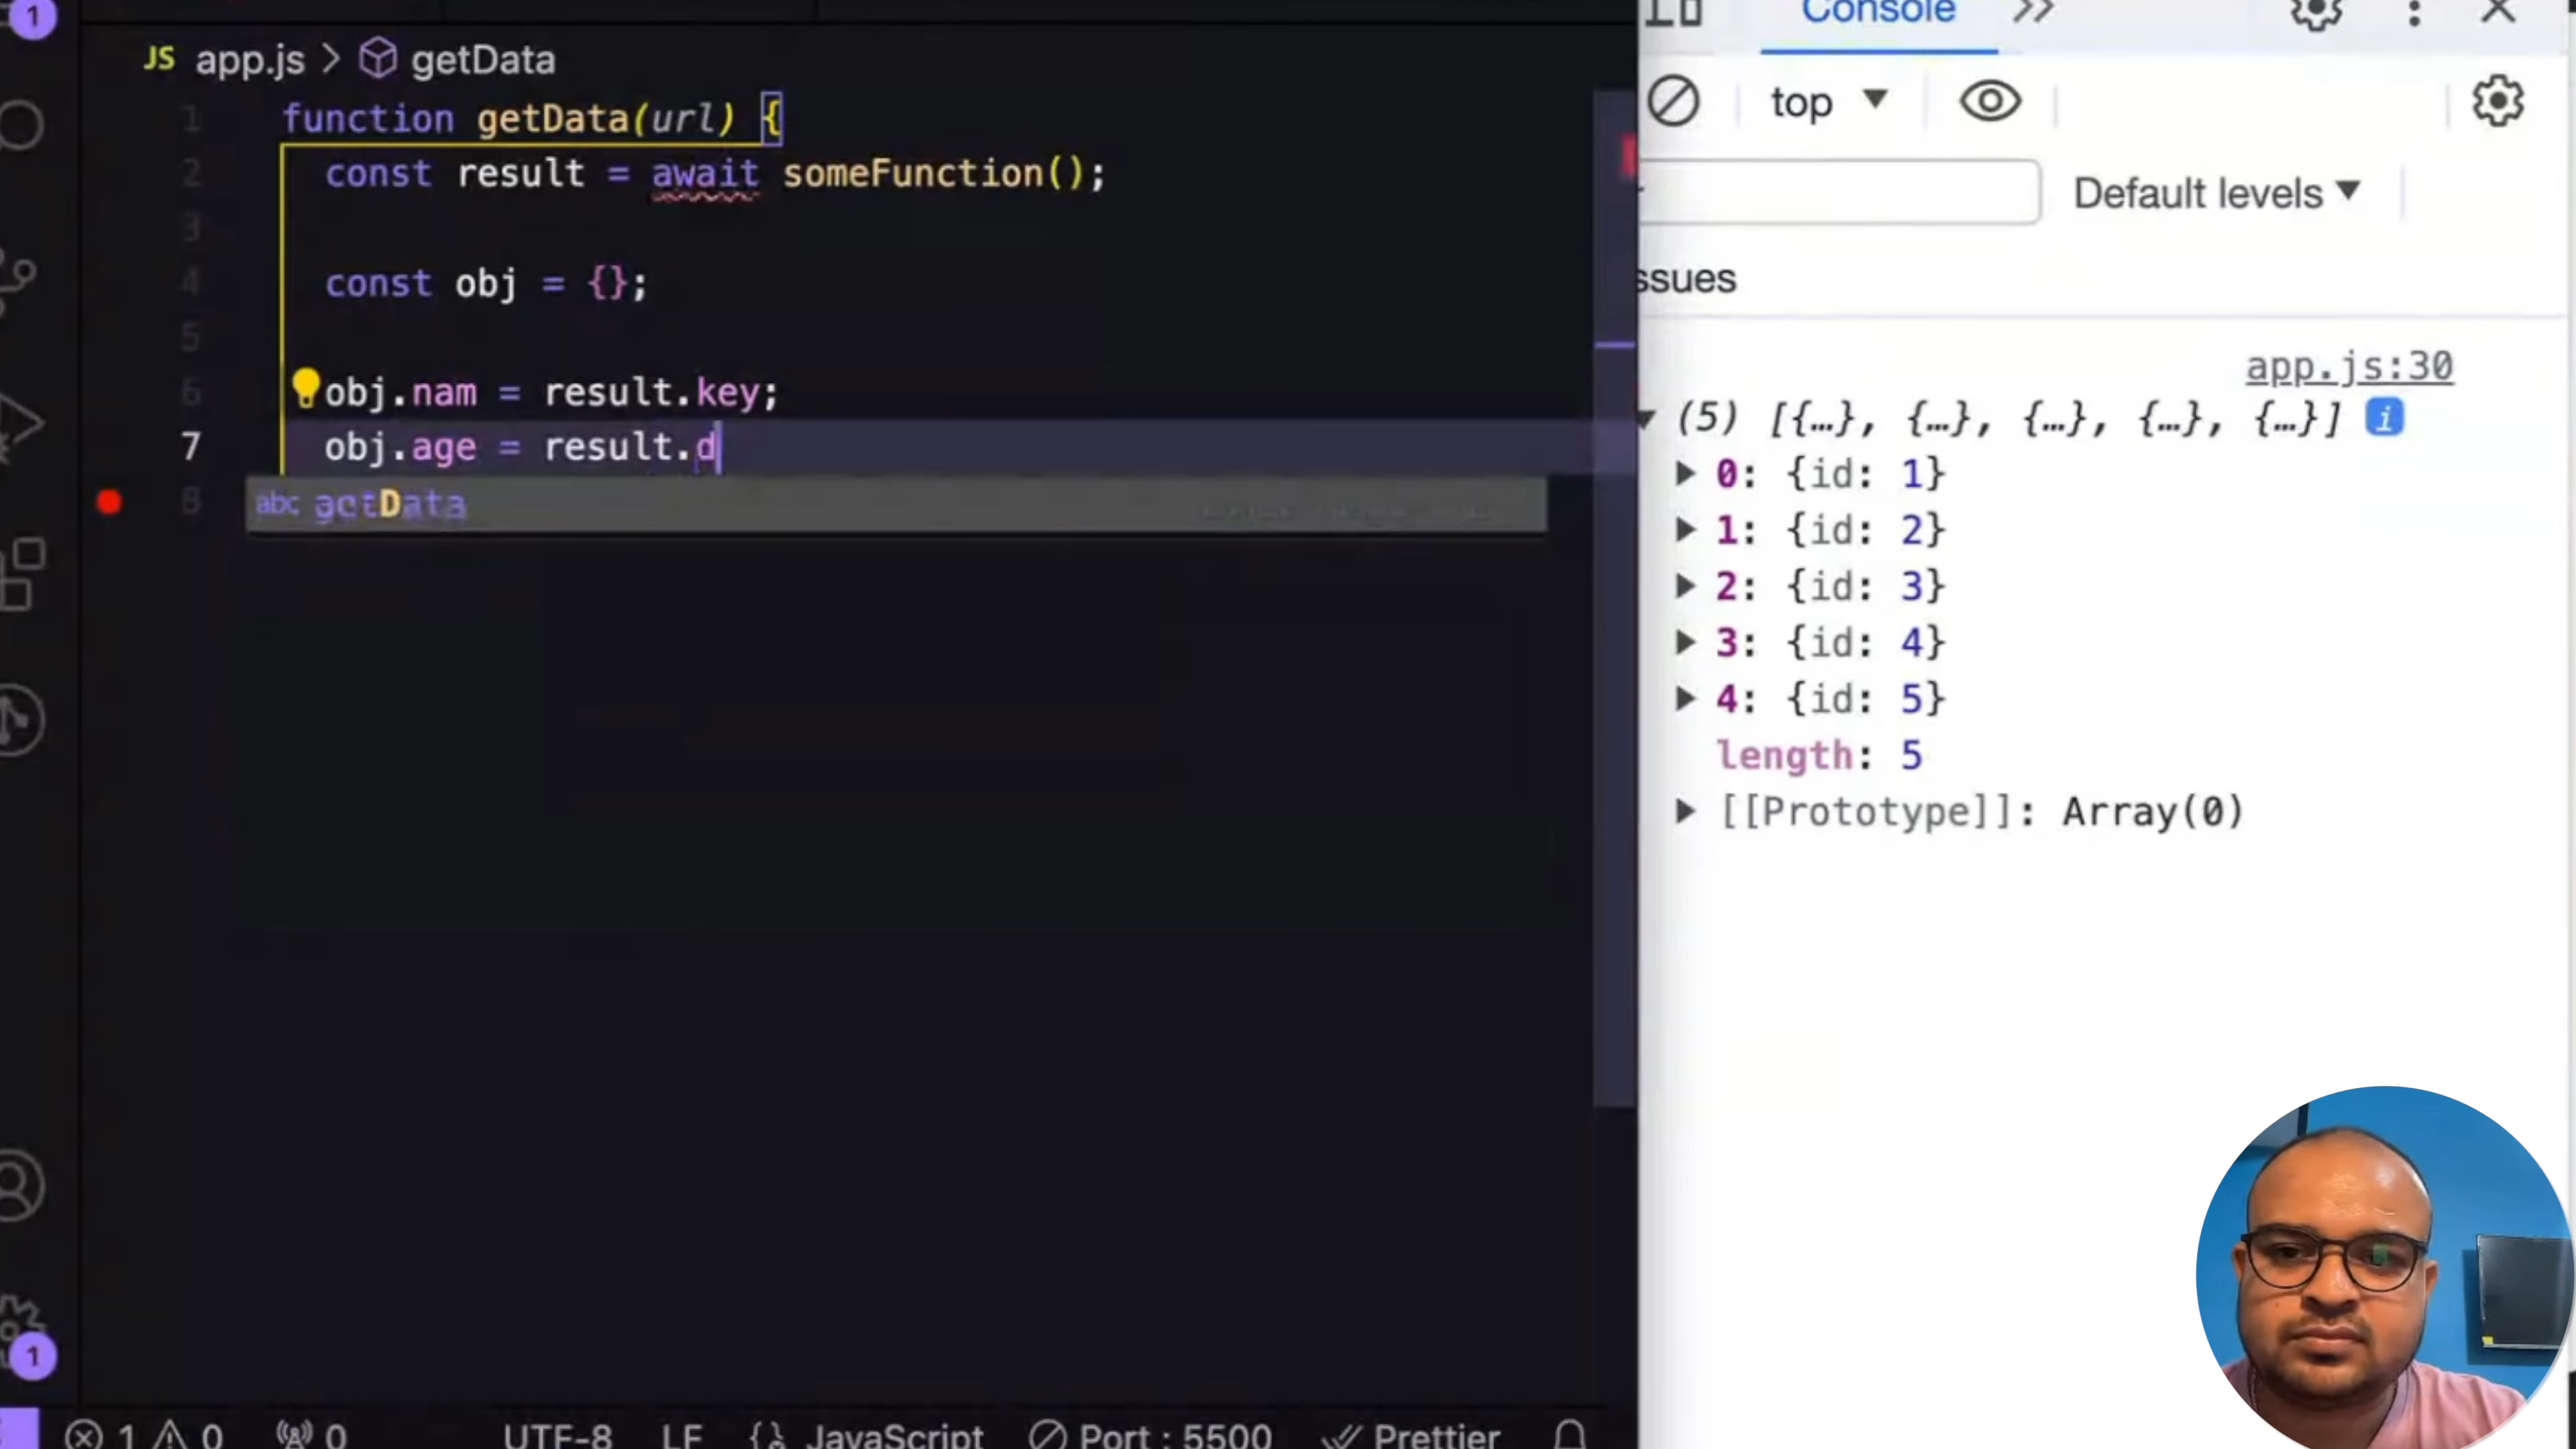 1
JS app.js > getData
1 function getData(url) {
2 const result = await someFunction();
3
4 const obj = {};
5
6 obj.nam = result.key;
7 obj.age = result.d
8
abc getData
1
1 0 0 UTF-8 LF {} JavaScript Port : 5500 Prettier
Console >>
top
Default levels
ssues
app.js:30
(5) [{…}, {…}, {…}, {…}, {…}] i
0: {id: 1}
1: {id: 2}
2: {id: 3}
3: {id: 4}
4: {id: 5}
length: 5
[[Prototype]]: Array(0)